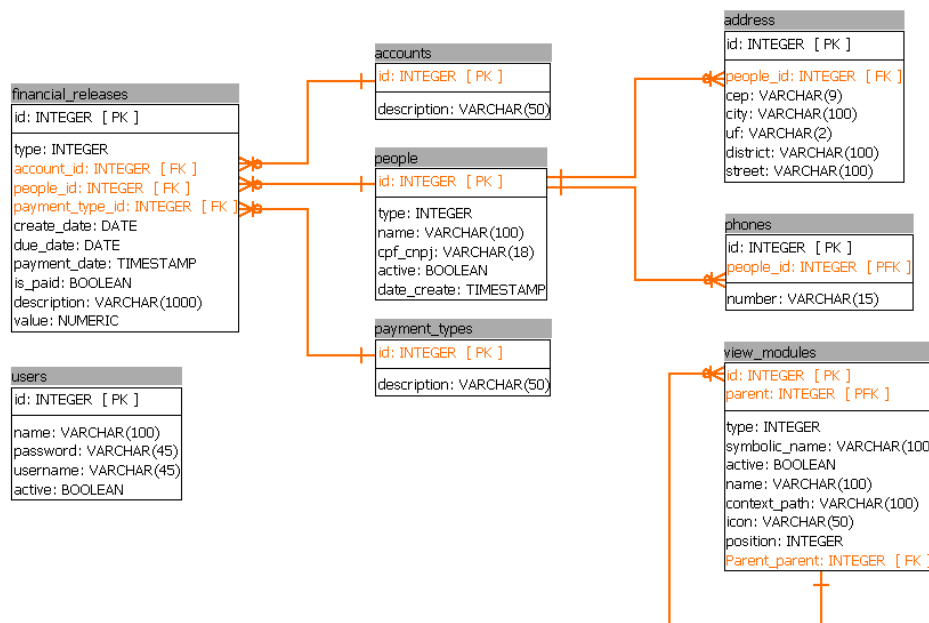 financial_releases
id: INTEGER [ PK ]
type: INTEGER
account_id: INTEGER [ FK ]
people_id: INTEGER [ FK ]
payment_type_id: INTEGER [ FK ]
create_date: DATE
due_date: DATE
payment_date: TIMESTAMP
is_paid: BOOLEAN
description: VARCHAR(1000)
value: NUMERIC
users
id: INTEGER [ PK ]
name: VARCHAR(100)
password: VARCHAR(45)
username: VARCHAR(45)
active: BOOLEAN
accounts
id: INTEGER [ PK ]
description: VARCHAR(50)
people
id: INTEGER [ PK ]
type: INTEGER
name: VARCHAR(100)
cpf_cnpj: VARCHAR(18)
active: BOOLEAN
date_create: TIMESTAMP
payment_types
id: INTEGER [ PK ]
description: VARCHAR(50)
address
id: INTEGER [ PK ]
people_id: INTEGER [ FK ]
cep: VARCHAR(9)
city: VARCHAR(100)
uf: VARCHAR(2)
district: VARCHAR(100)
street: VARCHAR(100)
phones
id: INTEGER [ PK ]
people_id: INTEGER [ PFK ]
number: VARCHAR(15)
view_modules
id: INTEGER [ PK ]
parent: INTEGER [ PFK ]
type: INTEGER
symbolic_name: VARCHAR(100
active: BOOLEAN
name: VARCHAR(100)
context_path: VARCHAR(100)
icon: VARCHAR(50)
position: INTEGER
Parent_parent: INTEGER [ FK ]